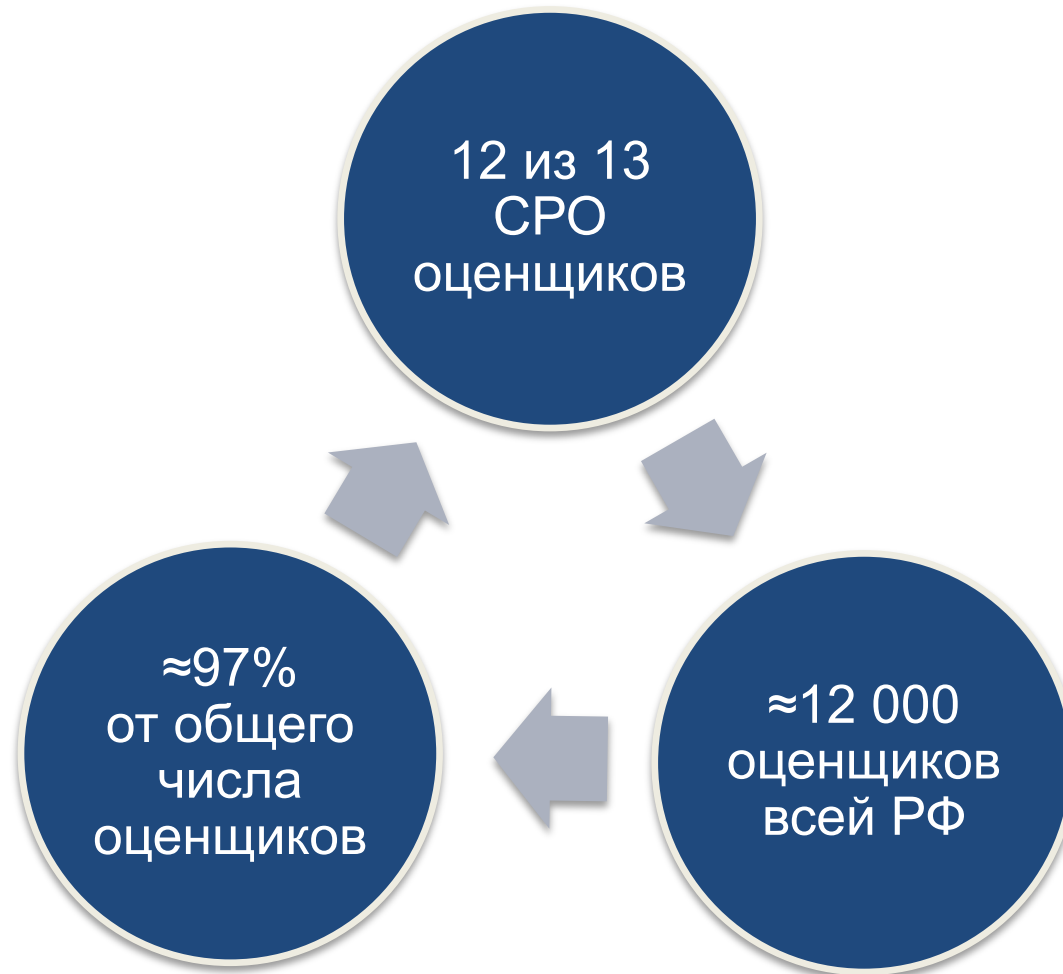 12 из 13
СРО
оценщиков
≈97%
от общего
числа
оценщиков
≈12 000
оценщиков
всей РФ